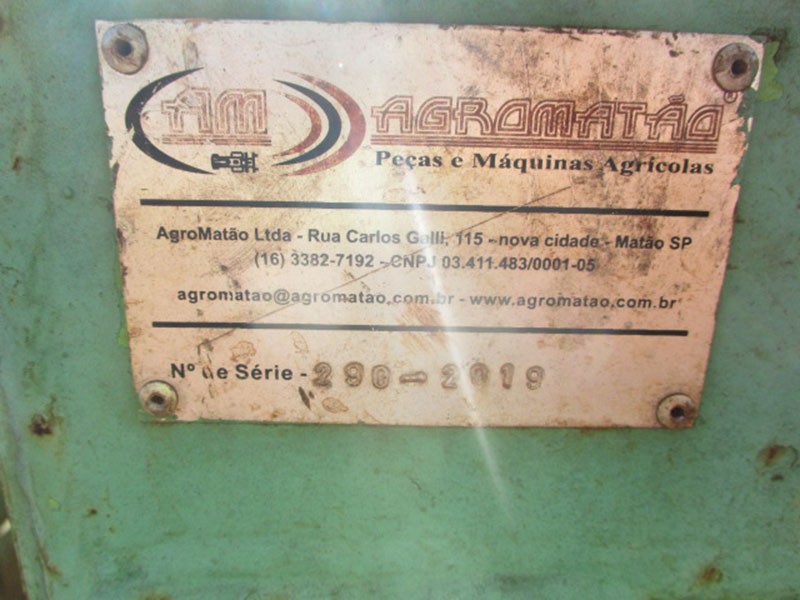 AM AGROMATÃO®
Peças e Máquinas Agrícolas
AgroMatão Ltda - Rua Carlos Galli, 115 - nova cidade - Matão SP
(16) 3382-7192 - CNPJ 03.411.483/0001-05
agromatao@agromatao.com.br - www.agromatao.com.br
Nº de Série - 290-2019